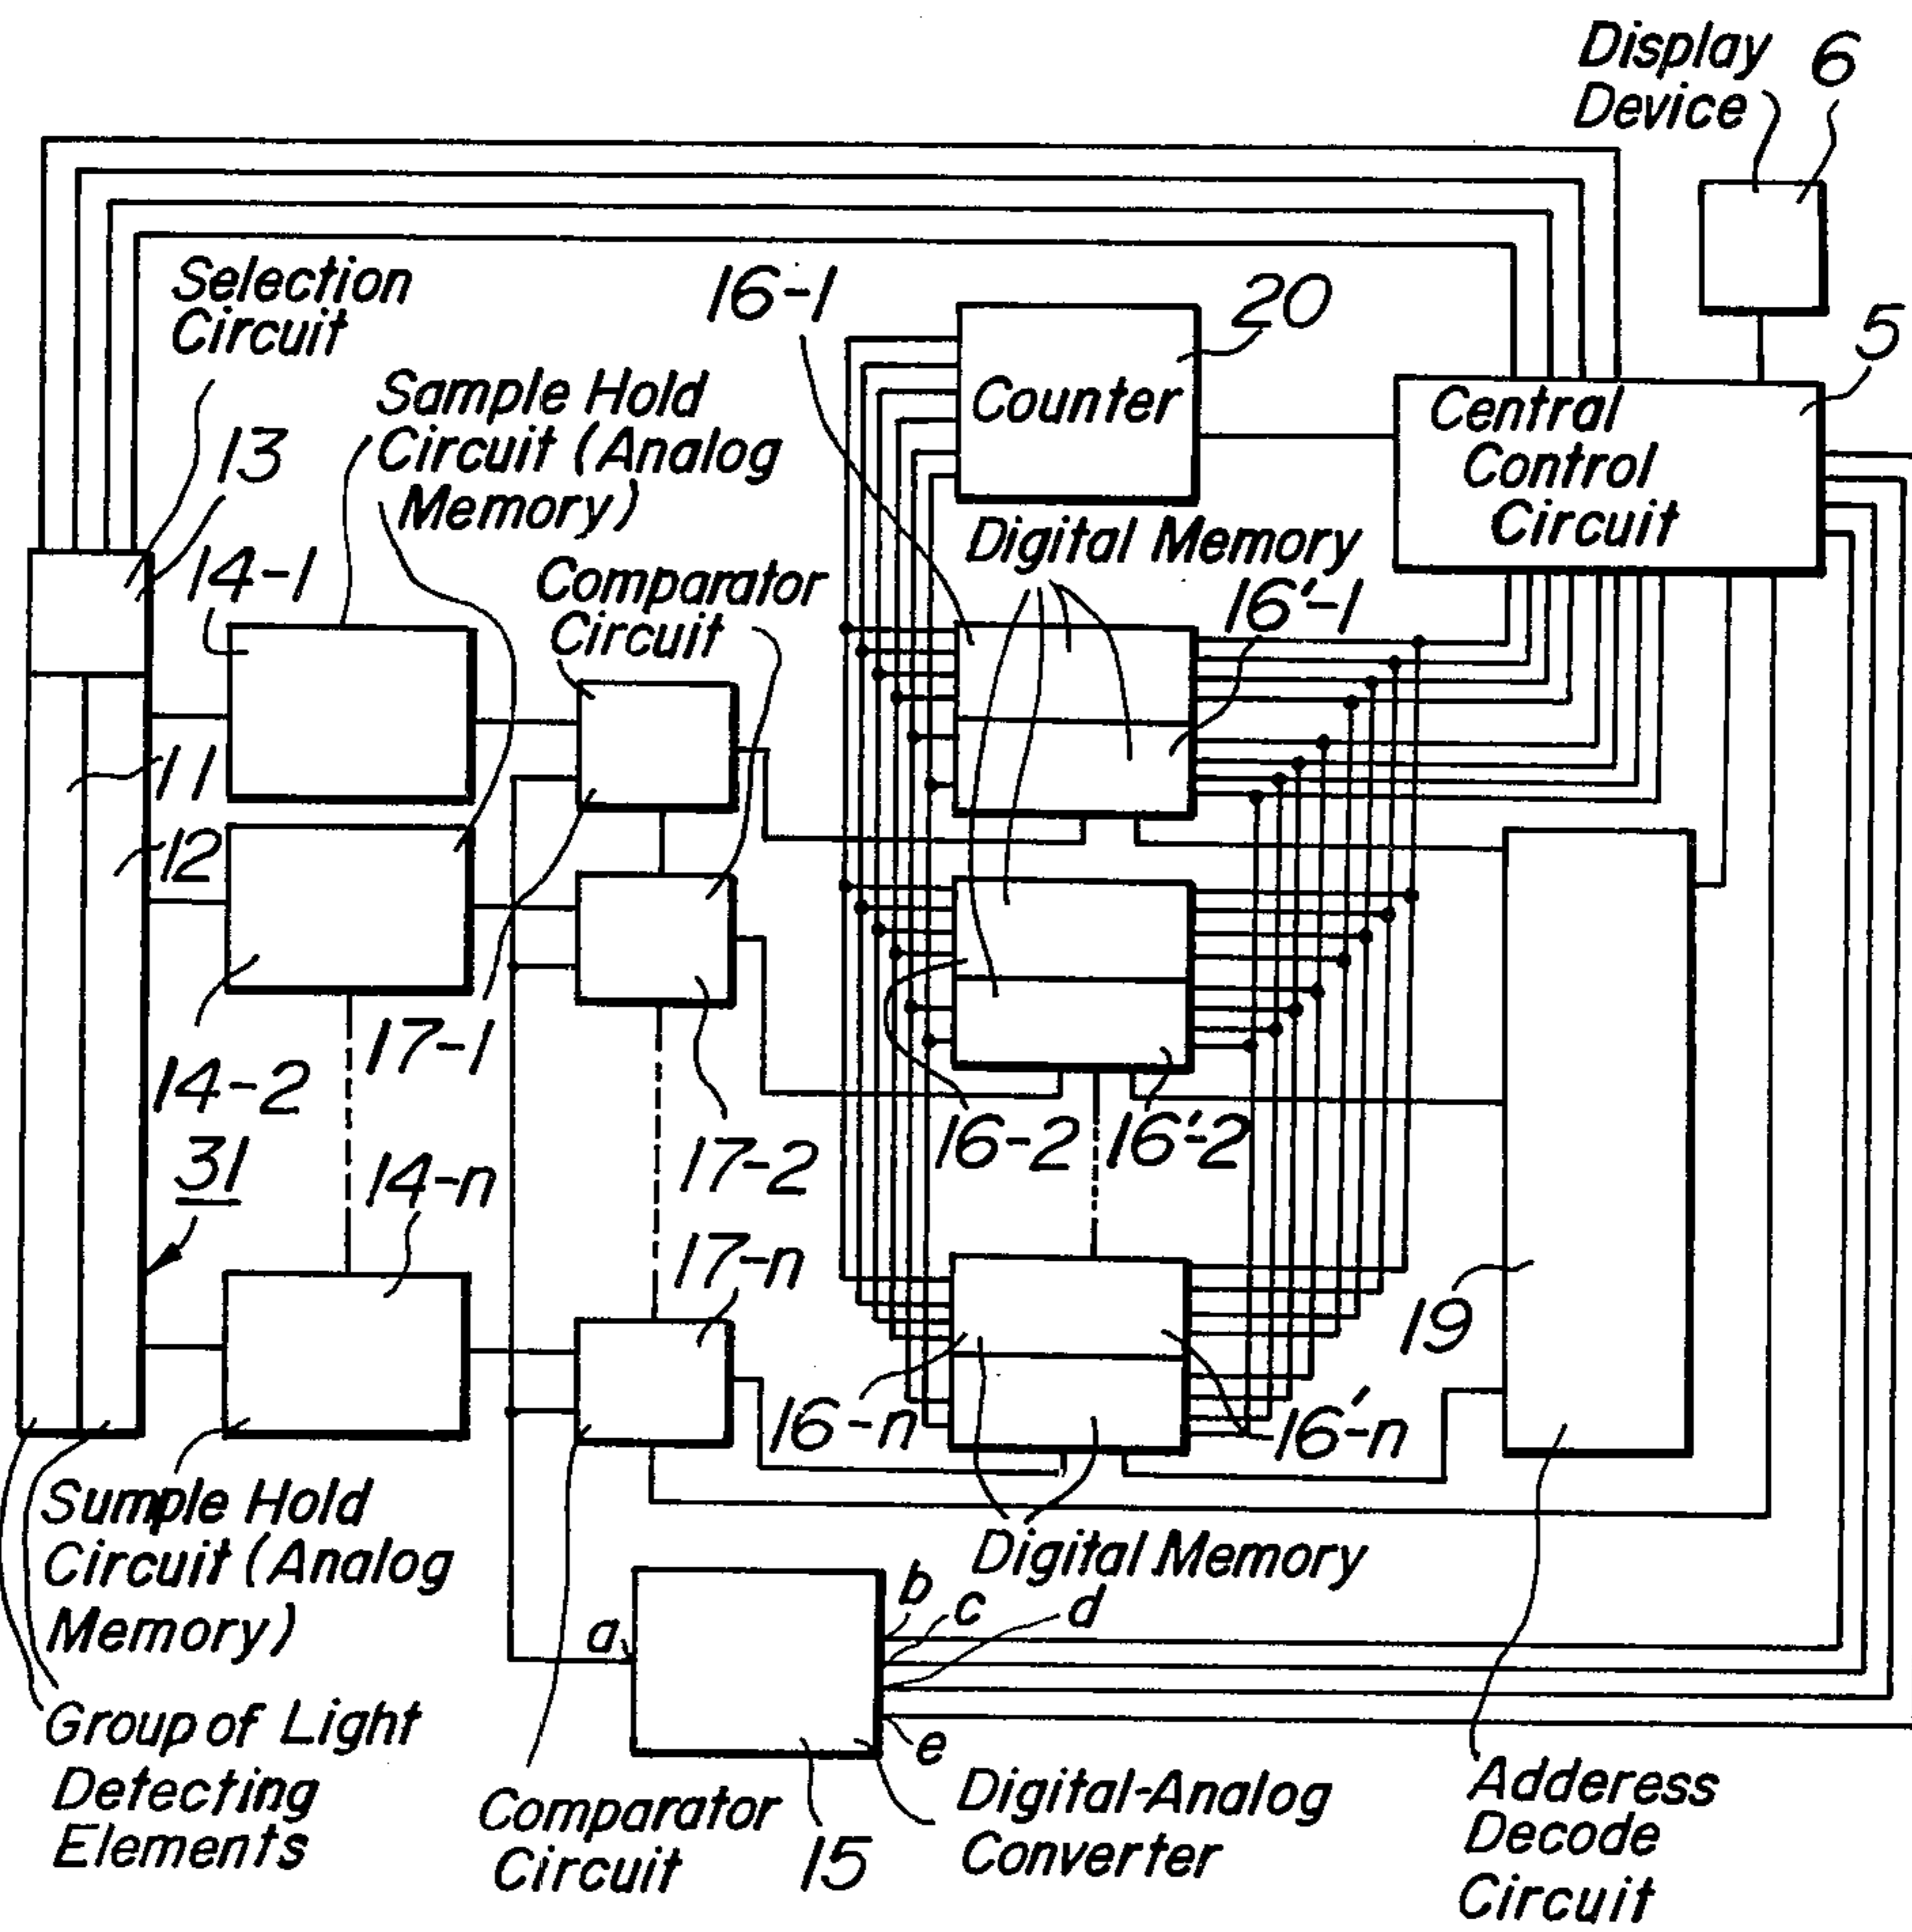 Display 6
Device
Selection
Circuit
16-1
20
5
Sample Hold
Circuit (Analog
Memory)
Counter
Central
Control
Circuit
13
14-1
Comparator
Circuit
Digital Memory
16'-1
11
12
17-1
14-2
16-2
16'-2
31
14-n
17-2
17-n
19
16-n
16'-n
Sumple Hold
Circuit (Analog
Memory)
Digital Memory
a
b
c
d
e
Group of Light
Detecting
Elements
Comparator
Circuit
15
Digital-Analog
Converter
Adderess
Decode
Circuit